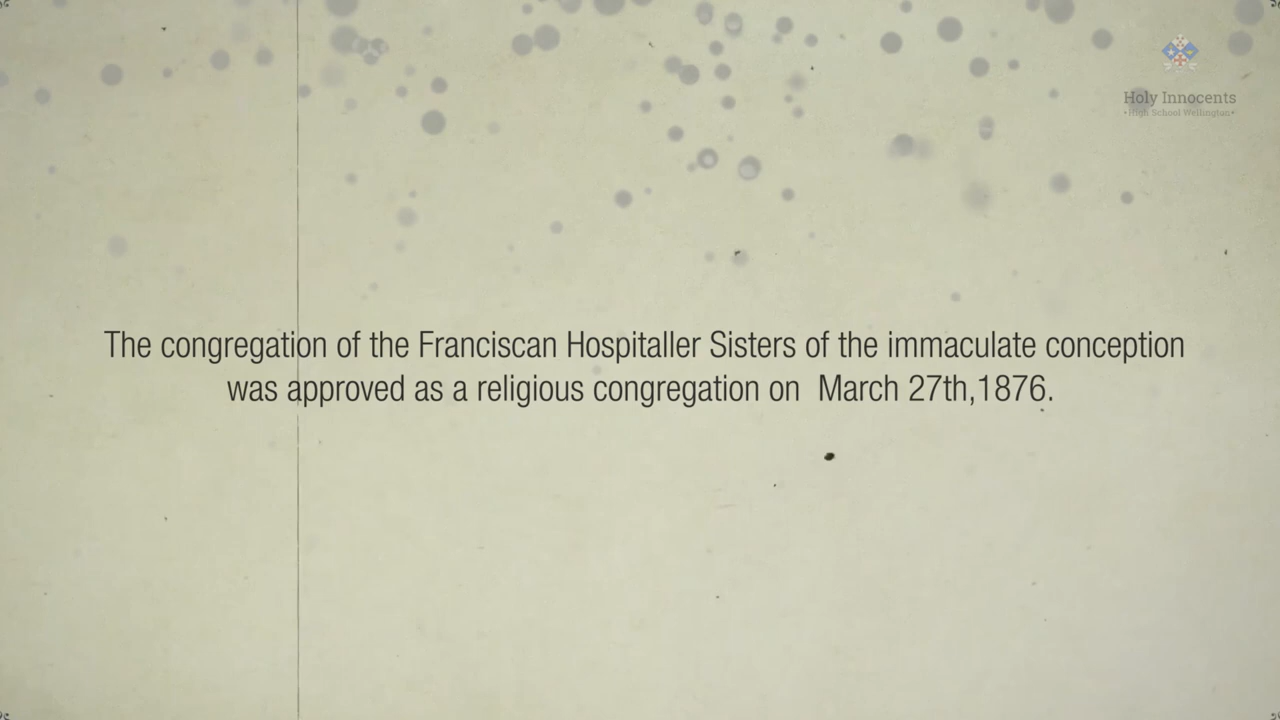 Holy Innocents
•High School Wellington•
The congregation of the Franciscan Hospitaller Sisters of the immaculate conception
was approved as a religious congregation on  March 27th,1876.